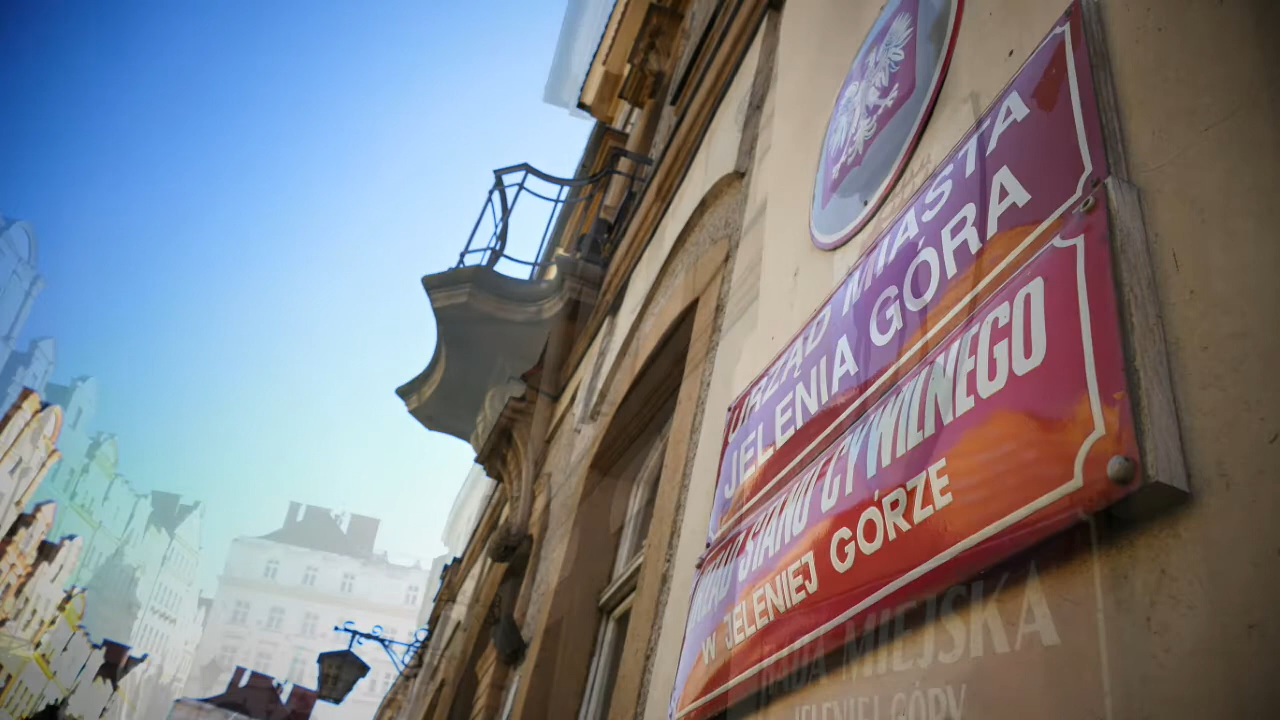 URZĄD MIASTA
JELENIA GÓRA
URZĄD STANU CYWILNEGO
W JELENIEJ GÓRZE
RADA MIEJSKA
JELENIEJ GÓRY